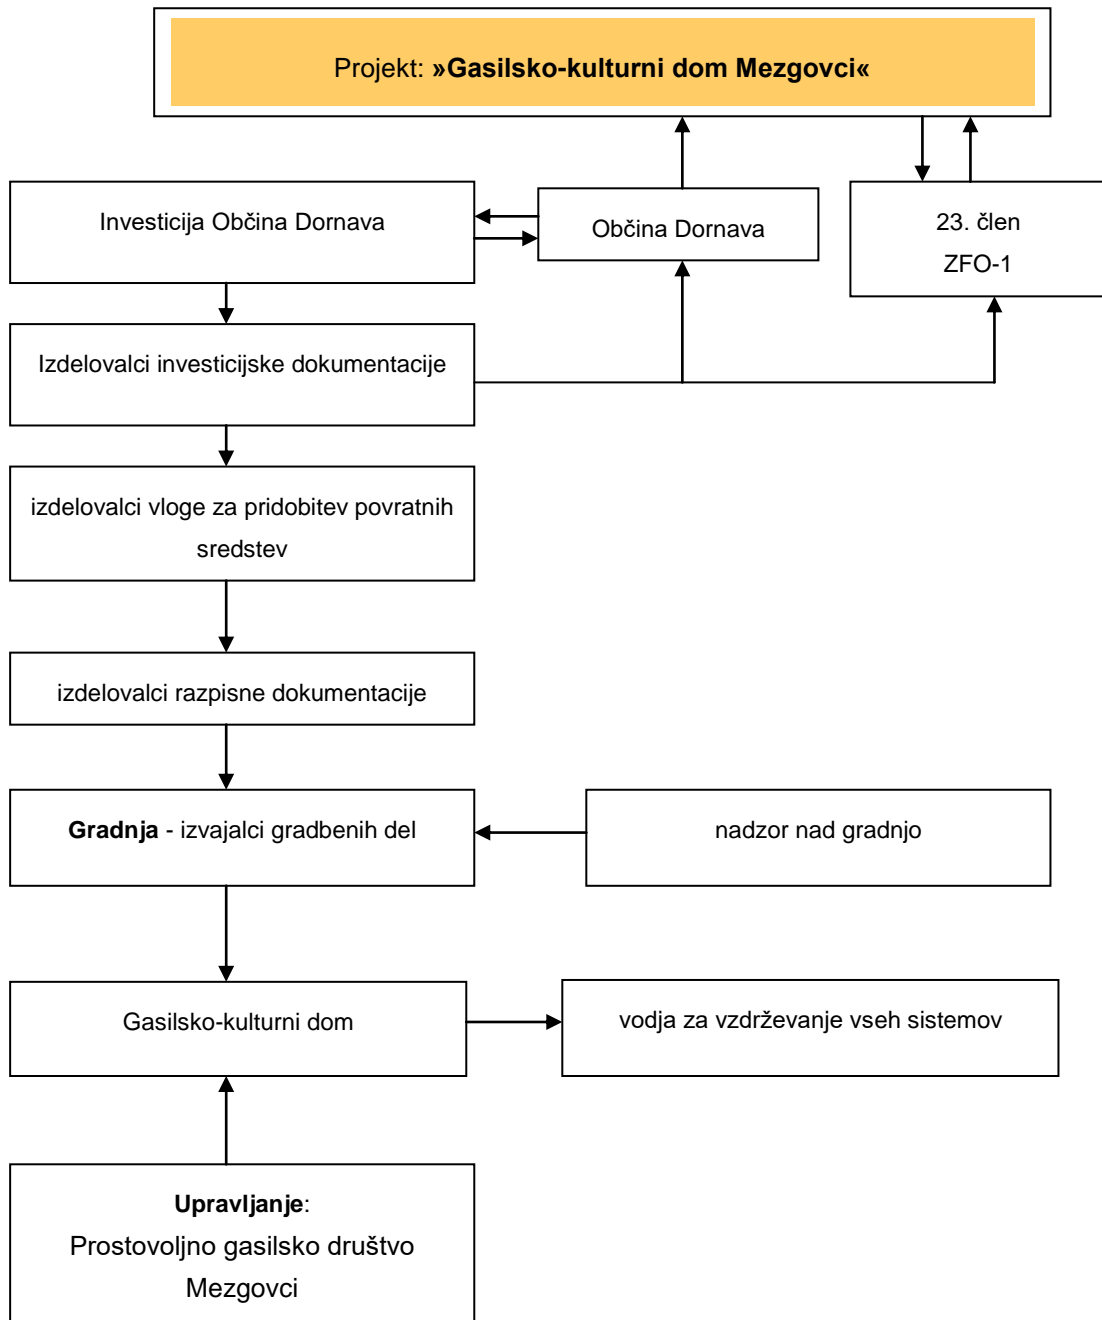 Projekt: »Gasilsko-kulturni dom Mezgovci«
Investicija Občina Dornava
Občina Dornava
23. člen
ZFO-1
Izdelovalci investicijske dokumentacije
izdelovalci vloge za pridobitev povratnih
sredstev
izdelovalci razpisne dokumentacije
Gradnja - izvajalci gradbenih del
nadzor nad gradnjo
Gasilsko-kulturni dom
vodja za vzdrževanje vseh sistemov
Upravljanje:
Prostovoljno gasilsko društvo
Mezgovci